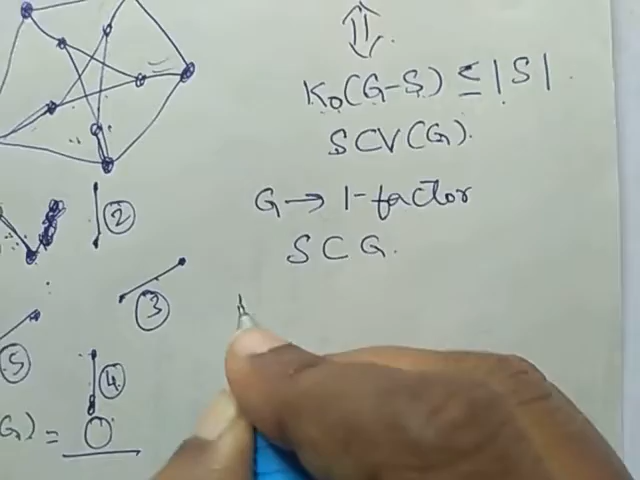 K₀(G-S) ≤ |S|.
S⊂V(G).
G → 1-factor
S ⊂ G.
②
③
⑤
④
G) = 0